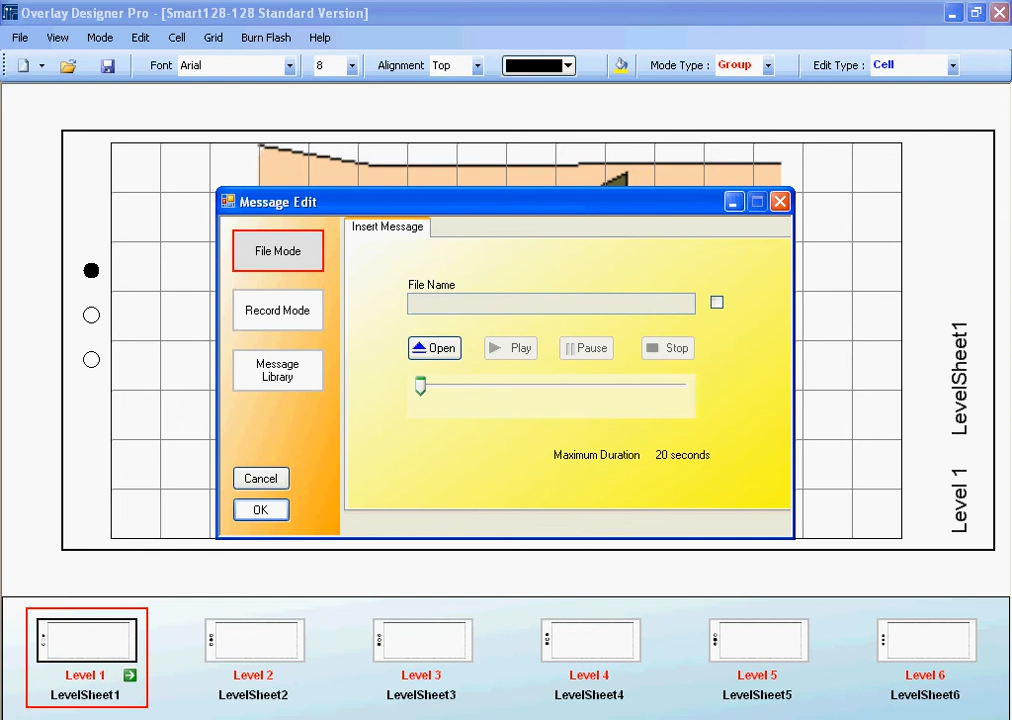 Overlay Designer Pro - [Smart128-128 Standard Version]
File View Mode Edit Cell Grid Burn Flash Help
Font Arial 8 Alignment Top Mode Type : Group Edit Type : Cell
Message Edit
Insert Message
File Mode
Record Mode
Message
Library
Cancel
OK
File Name
Open Play Pause Stop
Maximum Duration 20 seconds
Level 1 LevelSheet1
Level 1 Level 2 Level 3 Level 4 Level 5 Level 6
LevelSheet1 LevelSheet2 LevelSheet3 LevelSheet4 LevelSheet5 LevelSheet6